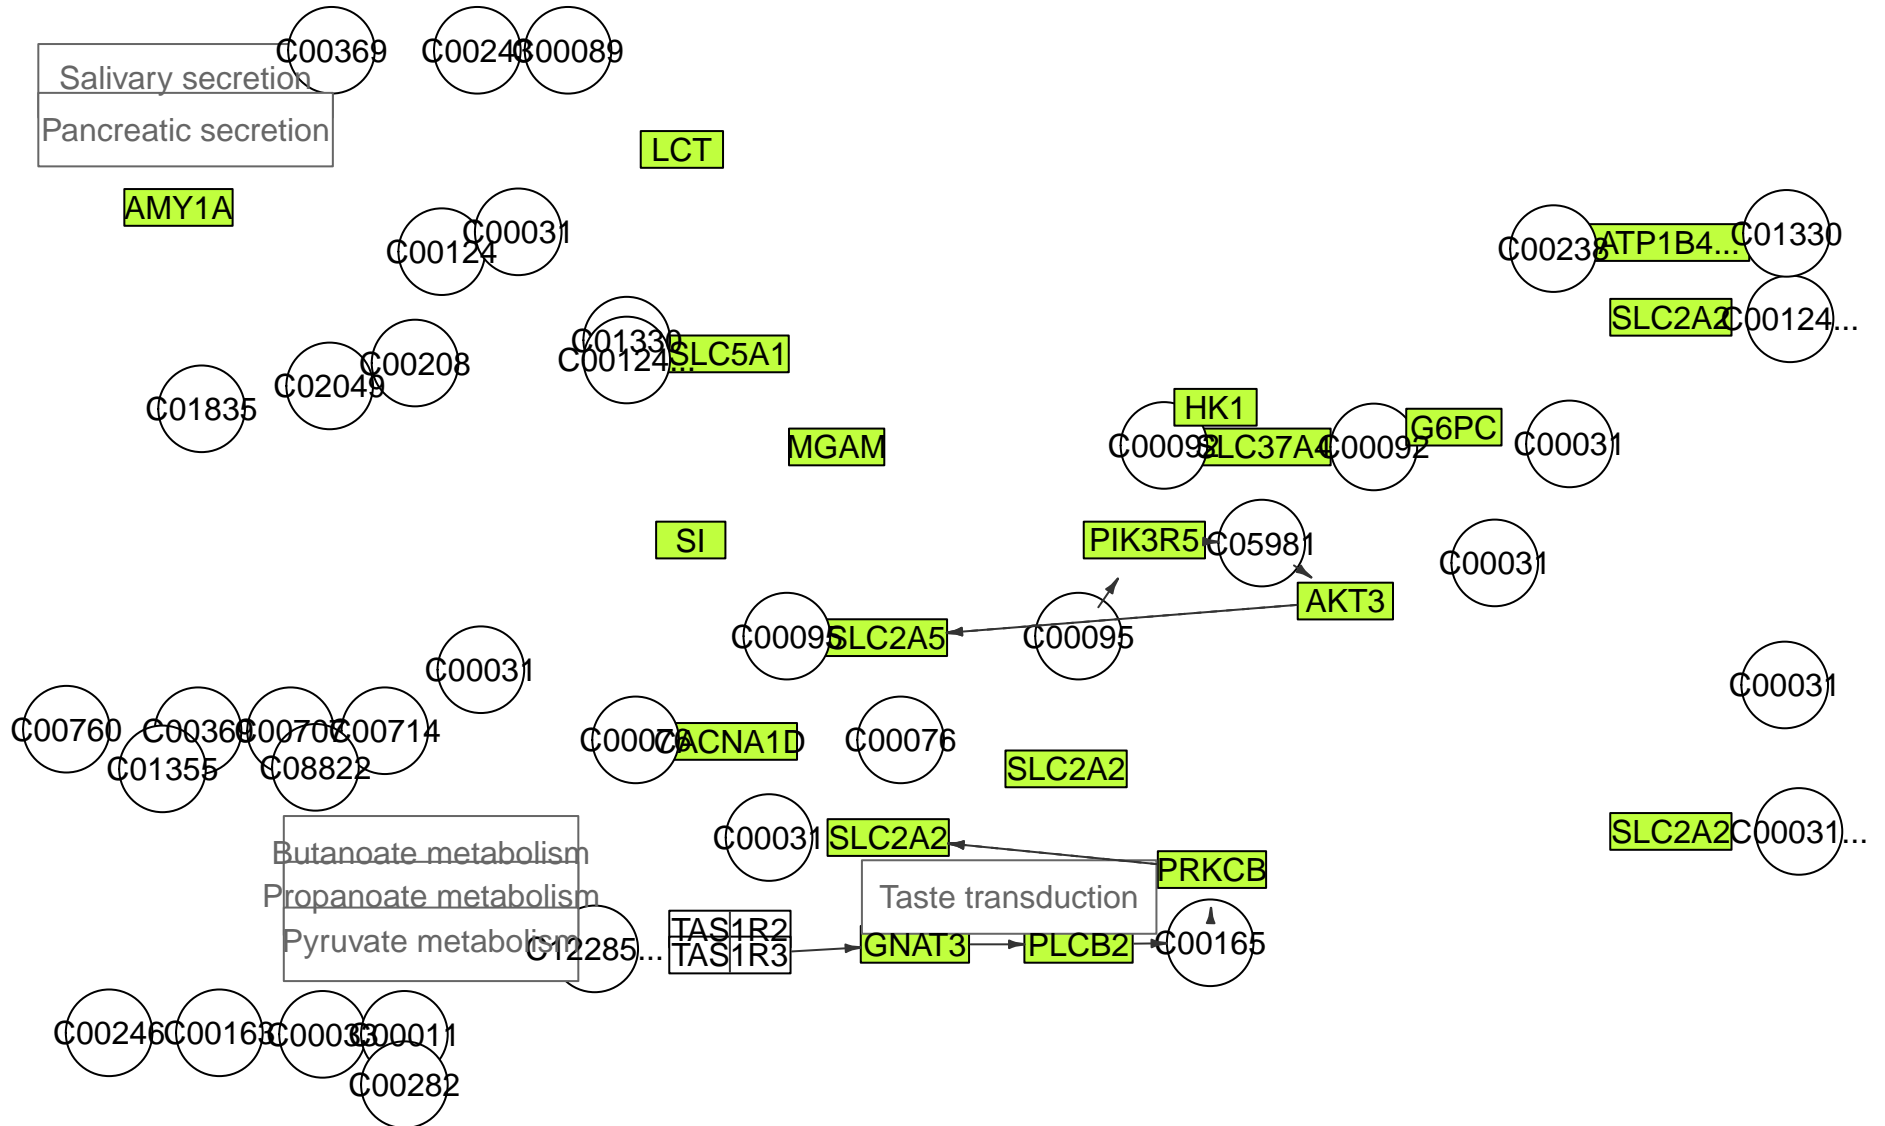 C00369
C00243
C00089
Salivary secretion
Pancreatic secretion
LCT
AMY1A
C00124
C00031
C00238
ATP1B4...
C01330
SLC2A2
C00124...
C01330
C00124...
SLC5A1
C00208
C02049
C01835
HK1
C00092
SLC37A4
C00092
G6PC
C00031
MGAM
SI
PIK3R5
C05981
C00031
AKT3
C00095
SLC2A5
C00095
C00031
C00031
C00760
C00369
C00707
C00714
C01355
C08822
C00076
CACNA1D
C00076
SLC2A2
C00031
SLC2A2
SLC2A2
C00031...
Butanoate metabolism
Propanoate metabolism
Pyruvate metabolism
C12285...
PRKCB
Taste transduction
TAS1R2
TAS1R3
GNAT3
PLCB2
C00165
C00246
C00163
C00033
C00011
C00282